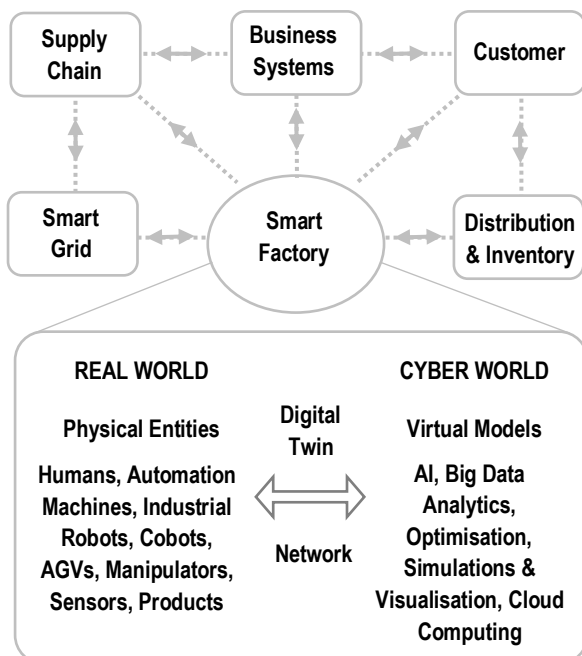 Supply
Chain
Business
Systems
Customer
Smart
Grid
Smart
Factory
Distribution
& Inventory
REAL WORLD
Physical Entities
Humans, Automation
Machines, Industrial
Robots, Cobots,
AGVs, Manipulators,
Sensors, Products
Digital
Twin
Network
CYBER WORLD
Virtual Models
AI, Big Data
Analytics,
Optimisation,
Simulations &
Visualisation, Cloud
Computing